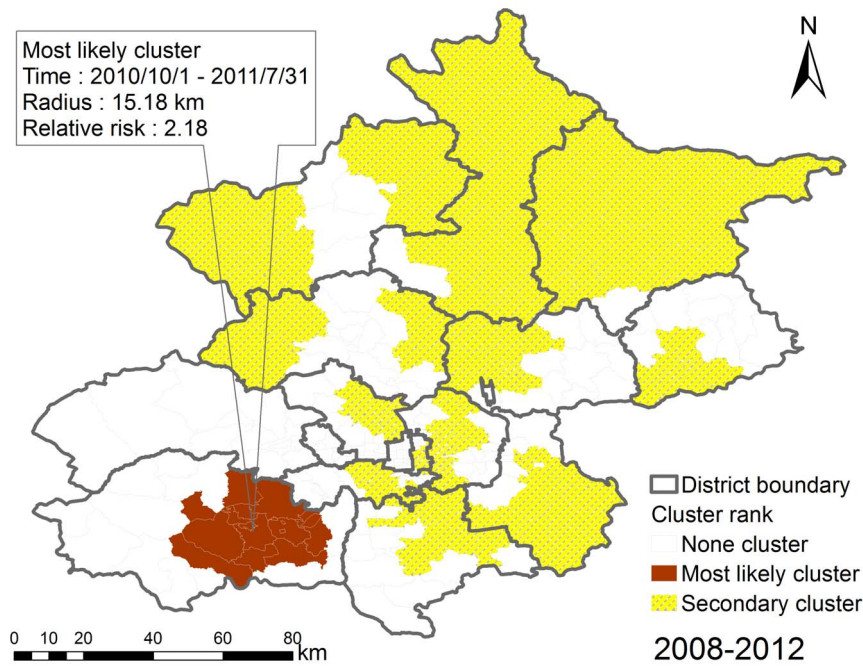 Most likely cluster
Time : 2010/10/1 - 2011/7/31
Radius : 15.18 km
Relative risk : 2.18
N
District boundary
Cluster rank
None cluster
Most likely cluster
Secondary cluster
2008-2012
0 10 20 40 60 80
km